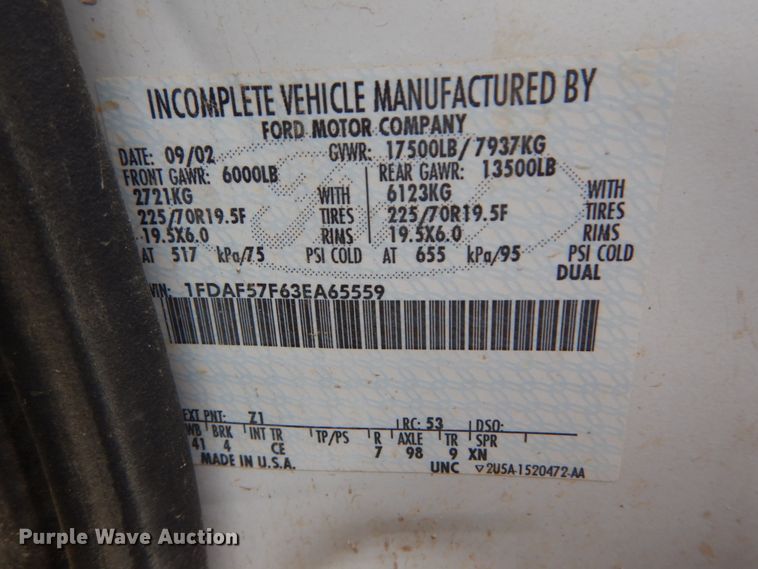 INCOMPLETE VEHICLE MANUFACTURED BY
FORD MOTOR COMPANY
DATE: 09/02 GVWR: 17500LB/ 7937KG
FRONT GAWR: 6000LB REAR GAWR: 13500LB
2721KG WITH 6123KG WITH
225/70R19.5F TIRES 225/70R19.5F TIRES
19.5X6.0 RIMS 19.5X6.0 RIMS
AT 517 kPa/75 PSI COLD AT 655 kPa/95 PSI COLD
DUAL
VIN: 1FDAF57F63EA65559
EXT PNT: Z1 RC: 53 DSO:
WB BRK INT TR TP/PS R AXLE TR SPR
41 4 CE 7 98 9 XN
MADE IN U.S.A. UNC ▽2U5A-1520472-AA
Purple Wave Auction